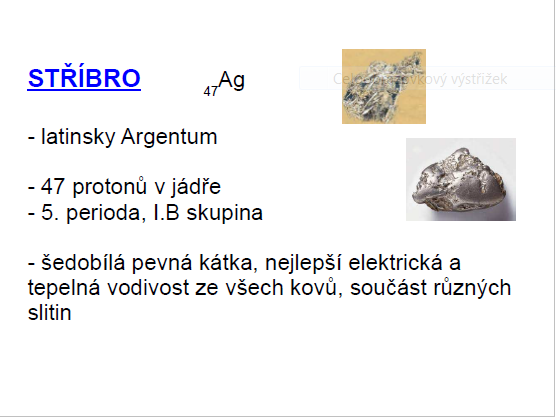 STŘÍBRO 47Ag
- latinsky Argentum
- 47 protonů v jádře
- 5. perioda, I.B skupina
- šedobílá pevná kátka, nejlepší elektrická a
tepelná vodivost ze všech kovů, součást různých
slitin
výstřižek